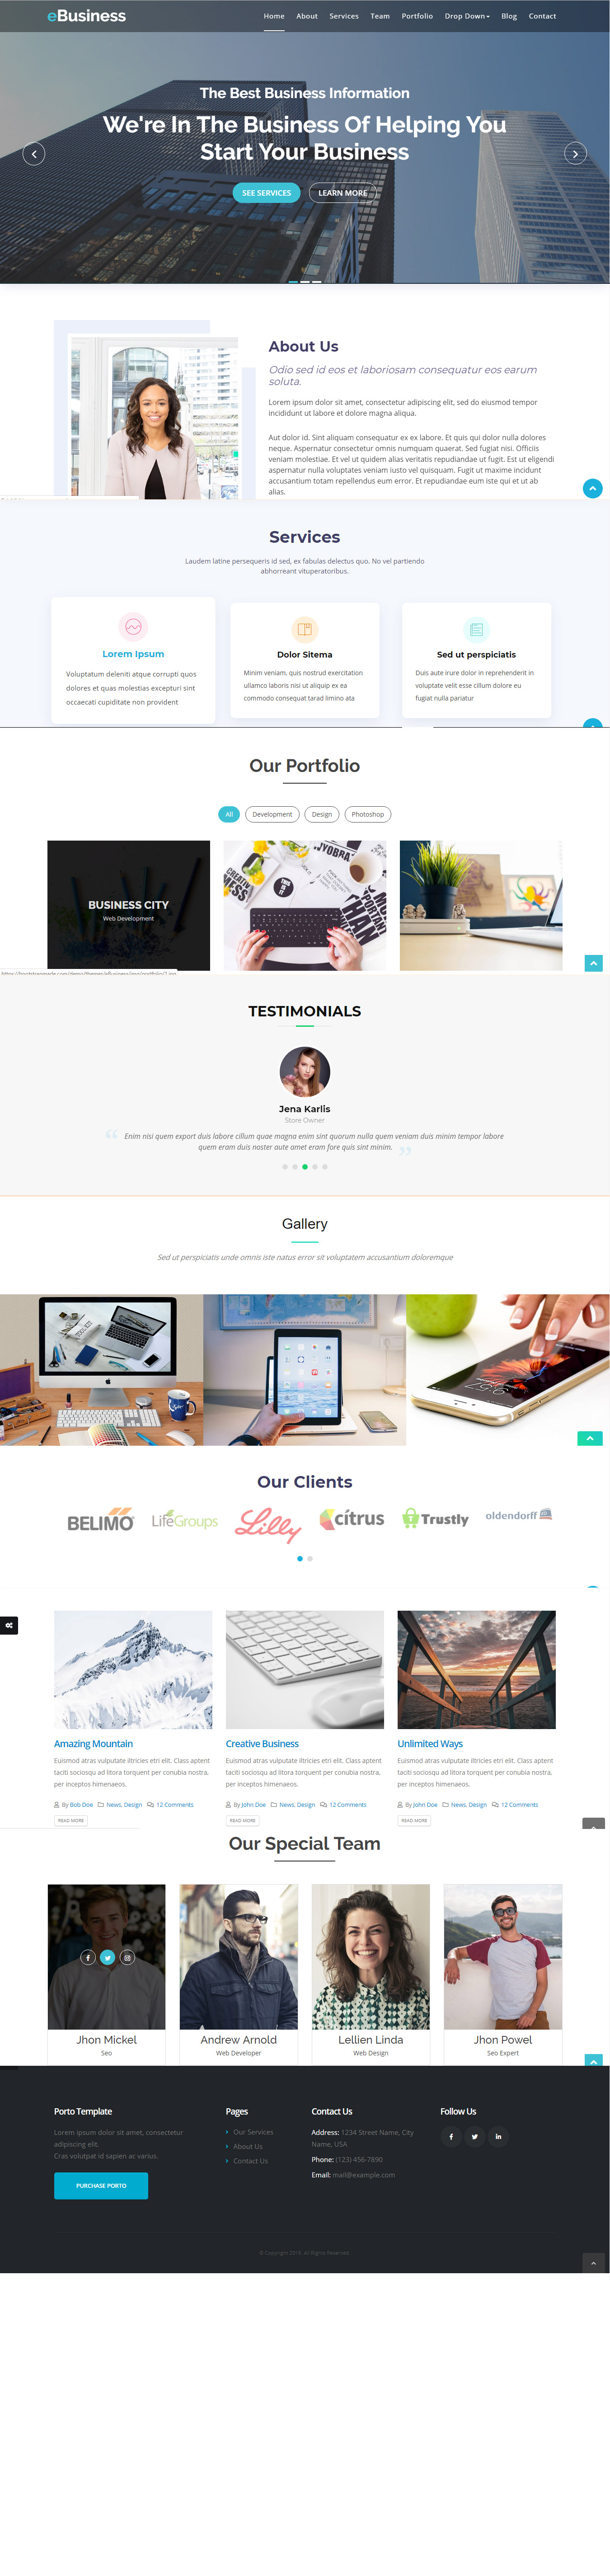 eBusiness
Home About Services Team Portfolio Drop Down Blog Contact
The Best Business Information
We're In The Business Of Helping You
Start Your Business
SEE SERVICES LEARN MORE
About Us
Odio sed id eos et laboriosam consequatur eos earum
soluta.
Lorem ipsum dolor sit amet, consectetur adipiscing elit, sed do eiusmod tempor
incididunt ut labore et dolore magna aliqua.
Aut dolor id. Sint aliquam consequatur ex ex labore. Et quis qui dolor nulla dolores
neque. Aspernatur consectetur omnis numquam quaerat. Sed fugiat nisi. Officiis
veniam molestiae. Et vel ut quidem alias veritatis repudiandae ut fugit. Sit ut eligendi
aspernatur nulla voluptates veniam iusto vel quisquam. Fugit ut maxime incidunt
accusantium totam repellendus eum error. Et repudiandae eum iste qui et ut ab
alias.
Services
Laudem latine persequeris id sed, ex fabulas delectus quo. No vel partiendo
abhorreant vituperatoribus.
Lorem Ipsum
Voluptatum deleniti atque corrupti quos
dolores et quas molestias excepturi sint
occaecati cupiditate non provident
Dolor Sitema
Minim veniam, quis nostrud exercitation
ullamco laboris nisi ut aliquip ex ea
commodo consequat tarad limino ata
Sed ut perspiciatis
Duis aute irure dolor in reprehenderit in
voluptate velit esse cillum dolore eu
fugiat nulla pariatur
Our Portfolio
All Development Design Photoshop
BUSINESS CITY
Web Development
TESTIMONIALS
Jena Karlis
Store Owner
Enim nisi quem export duis labore cillum quae magna enim sint quorum nulla quem veniam duis minim tempor labore
quem eram duis noster aute amet eram fore quis sint minim.
Gallery
Sed ut perspiciatis unde omnis iste natus error sit voluptatem accusantium doloremque
Our Clients
BELIMO LifeGroups Lilly citrus Trustly oldendorff
Amazing Mountain
Euismod atras vulputate iltricies etri elit. Class aptent
taciti sociosqu ad litora torquent per conubia nostra,
per inceptos himenaeos.
By Bob Doe News, Design 12 Comments
READ MORE
Creative Business
Euismod atras vulputate iltricies etri elit. Class aptent
taciti sociosqu ad litora torquent per conubia nostra,
per inceptos himenaeos.
By John Doe News, Design 12 Comments
READ MORE
Unlimited Ways
Euismod atras vulputate iltricies etri elit. Class aptent
taciti sociosqu ad litora torquent per conubia nostra,
per inceptos himenaeos.
By John Doe News, Design 12 Comments
READ MORE
Our Special Team
Jhon Mickel
Seo
Andrew Arnold
Web Developer
Lellien Linda
Web Design
Jhon Powel
Seo Expert
Porto Template
Lorem ipsum dolor sit amet, consectetur
adipiscing elit.
Cras volutpat id sapien ac varius.
PURCHASE PORTO
Pages
Our Services
About Us
Contact Us
Contact Us
Address: 1234 Street Name, City
Name, USA
Phone: (123) 456-7890
Email: mail@example.com
Follow Us